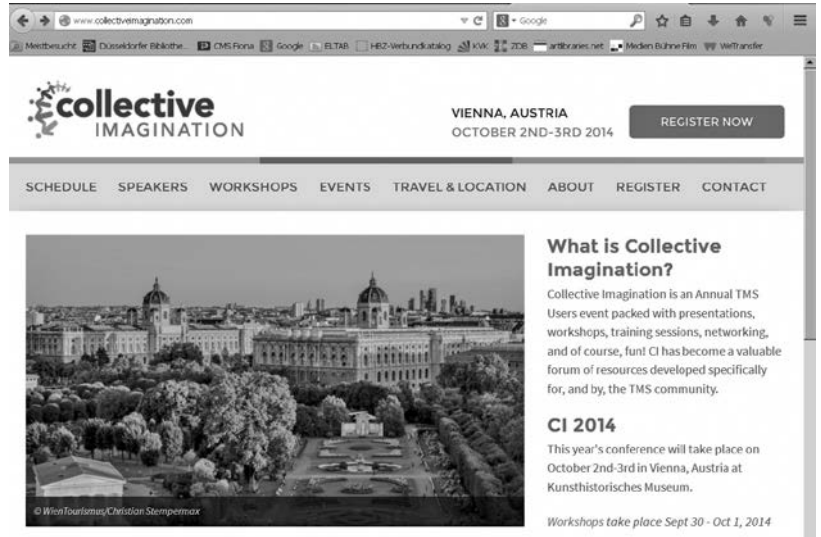 www.collectiveimagination.com
Google
Meistbesucht Düsseldorfer Bibliothe... CMS Fiona Google ELTAB HBZ-Verbundkatalog KVK ZDB artlibraries.net Medien Bühne Film WeTransfer
collective
IMAGINATION
VIENNA, AUSTRIA
OCTOBER 2ND-3RD 2014
REGISTER NOW
SCHEDULE SPEAKERS WORKSHOPS EVENTS TRAVEL & LOCATION ABOUT REGISTER CONTACT
© WienTourismus/Christian Stempermax
What is Collective
Imagination?
Collective Imagination is an Annual TMS
Users event packed with presentations,
workshops, training sessions, networking,
and of course, fun! CI has become a valuable
forum of resources developed specifically
for, and by, the TMS community.
CI 2014
This year's conference will take place on
October 2nd-3rd in Vienna, Austria at
Kunsthistorisches Museum.
Workshops take place Sept 30 - Oct 1, 2014